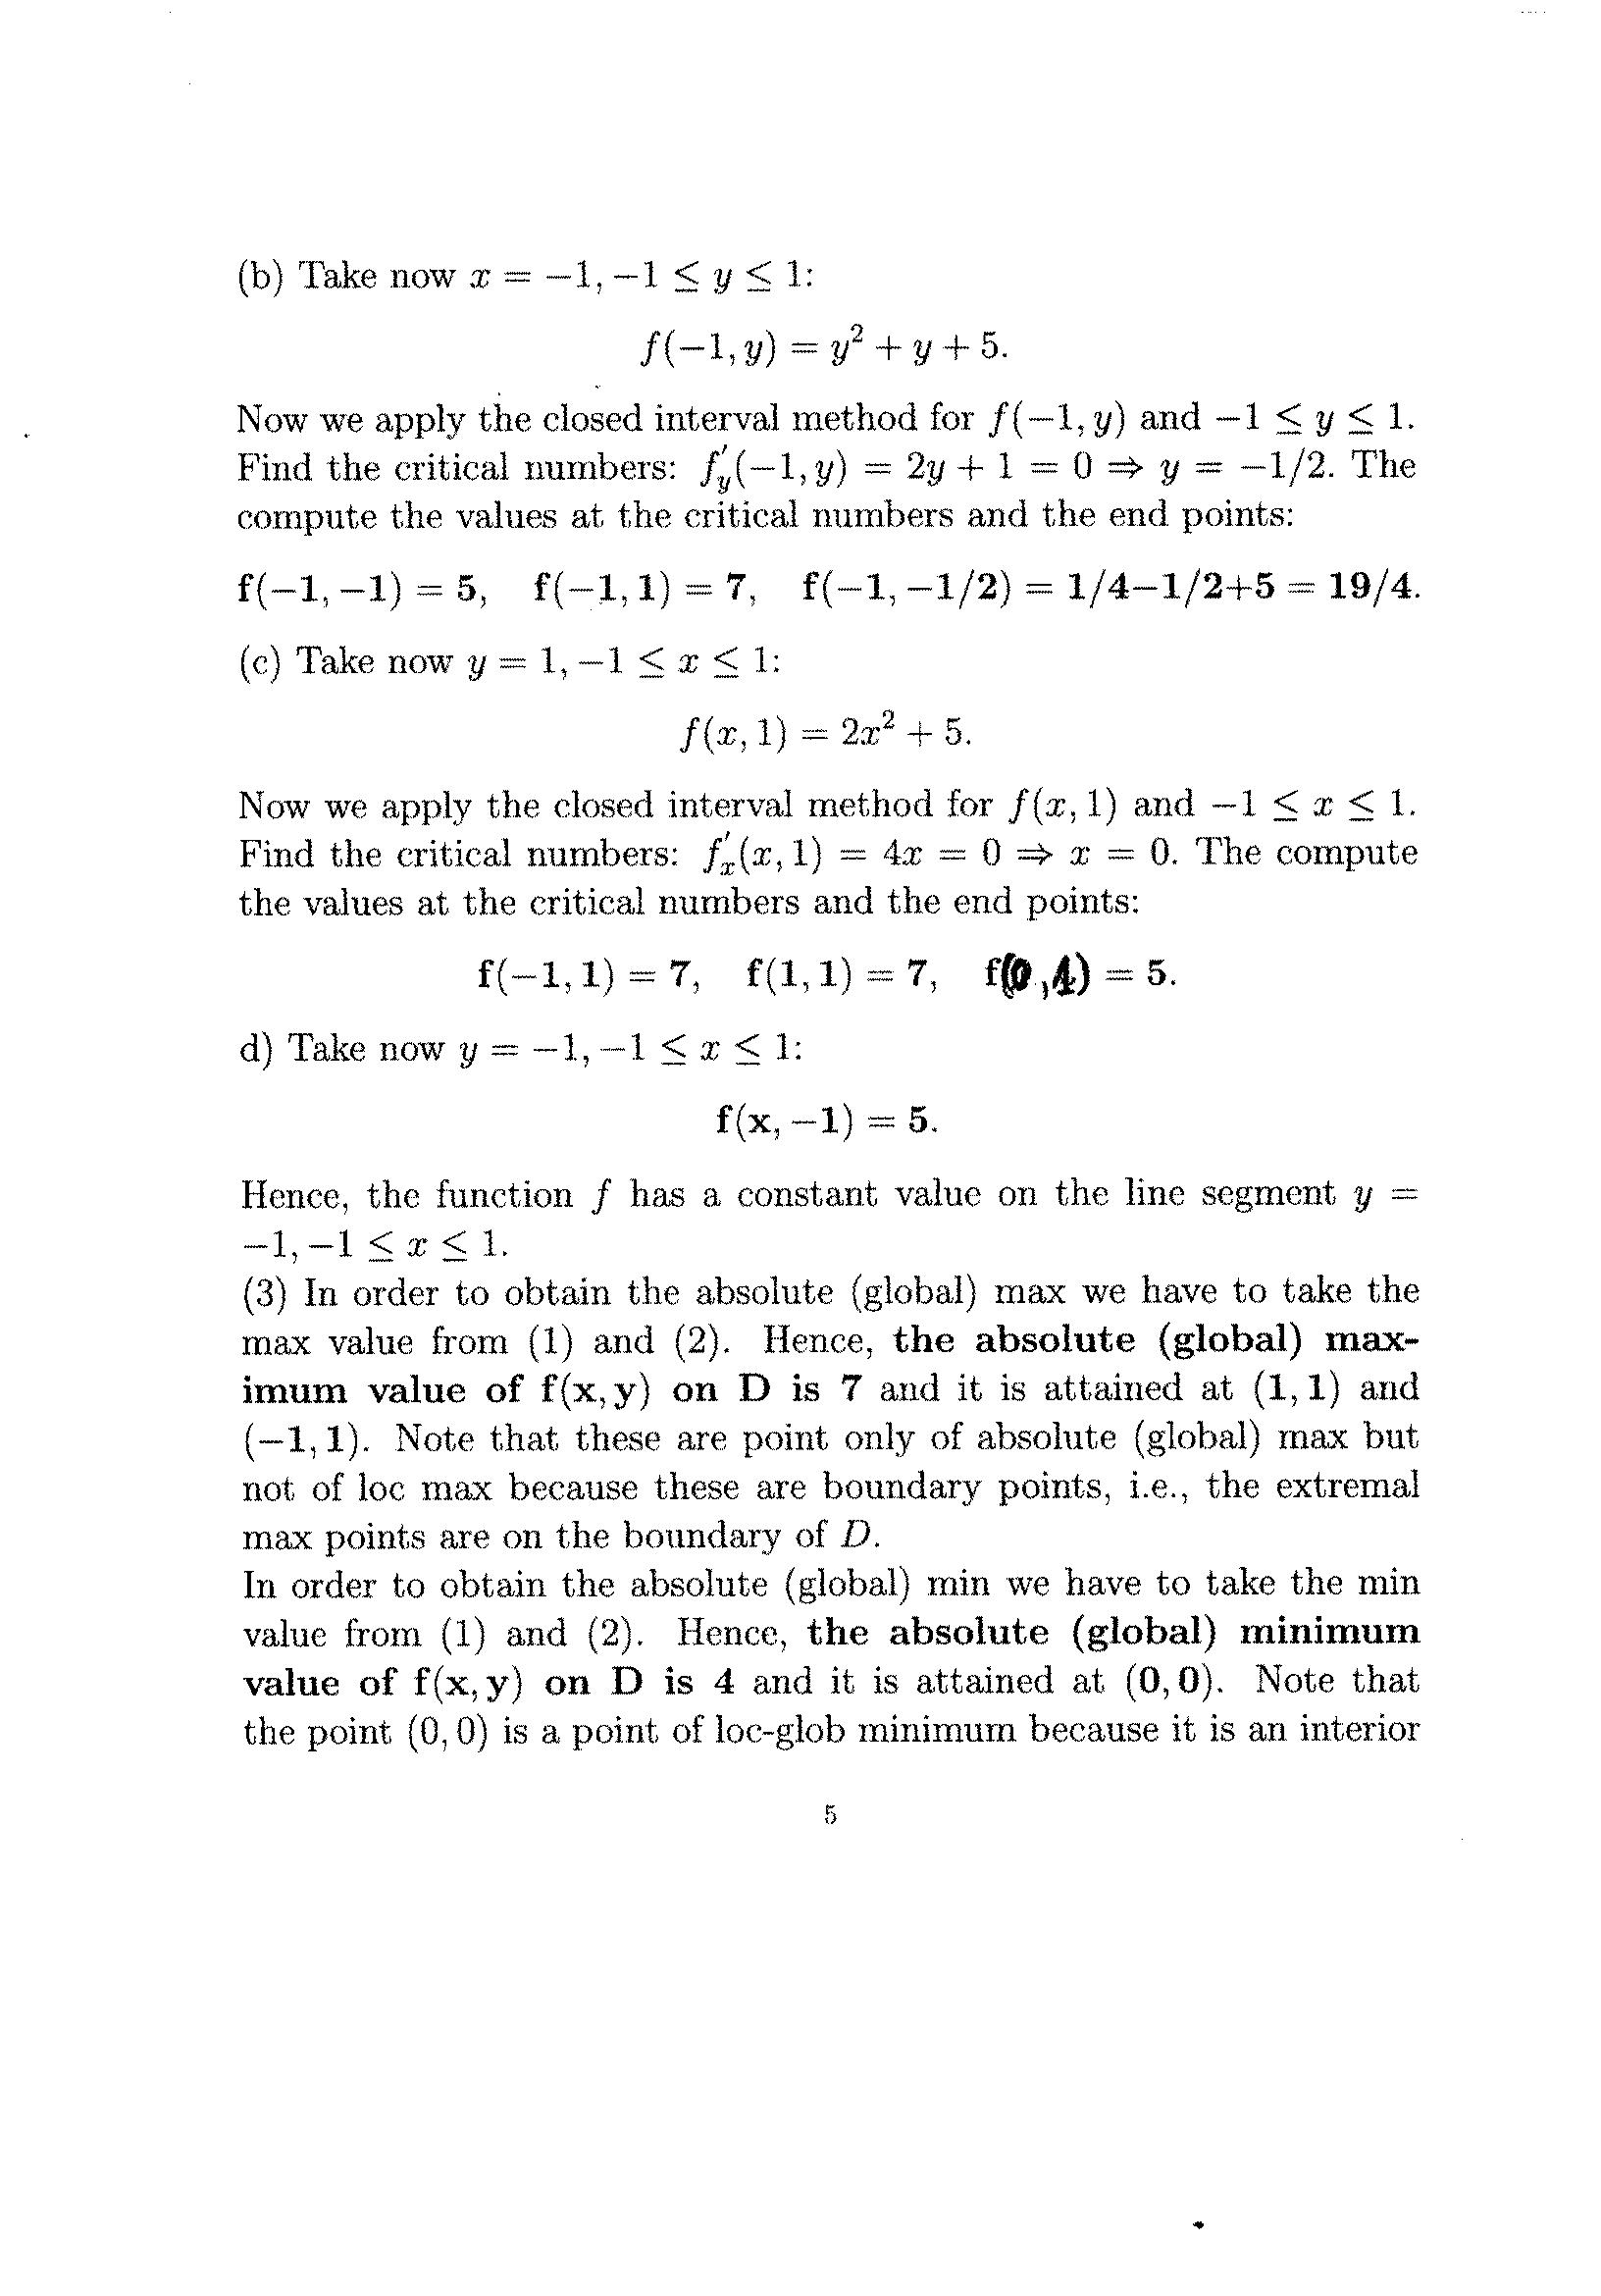 (b) Take now x = −1, −1 ≤ y ≤ 1:
f(−1, y) = y² + y + 5.
Now we apply the closed interval method for f(−1, y) and −1 ≤ y ≤ 1.
Find the critical numbers: f′y(−1, y) = 2y + 1 = 0 ⇒ y = −1/2. The
compute the values at the critical numbers and the end points:
f(−1, −1) = 5, f(−1, 1) = 7, f(−1, −1/2) = 1/4−1/2+5 = 19/4.
(c) Take now y = 1, −1 ≤ x ≤ 1:
f(x, 1) = 2x² + 5.
Now we apply the closed interval method for f(x, 1) and −1 ≤ x ≤ 1.
Find the critical numbers: f′x(x, 1) = 4x = 0 ⇒ x = 0. The compute
the values at the critical numbers and the end points:
f(−1, 1) = 7, f(1, 1) = 7, f(0,1) = 5.
d) Take now y = −1, −1 ≤ x ≤ 1:
f(x, −1) = 5.
Hence, the function f has a constant value on the line segment y =
−1, −1 ≤ x ≤ 1.
(3) In order to obtain the absolute (global) max we have to take the
max value from (1) and (2). Hence, the absolute (global) max-
imum value of f(x, y) on D is 7 and it is attained at (1, 1) and
(−1, 1). Note that these are point only of absolute (global) max but
not of loc max because these are boundary points, i.e., the extremal
max points are on the boundary of D.
In order to obtain the absolute (global) min we have to take the min
value from (1) and (2). Hence, the absolute (global) minimum
value of f(x, y) on D is 4 and it is attained at (0, 0). Note that
the point (0, 0) is a point of loc-glob minimum because it is an interior
5